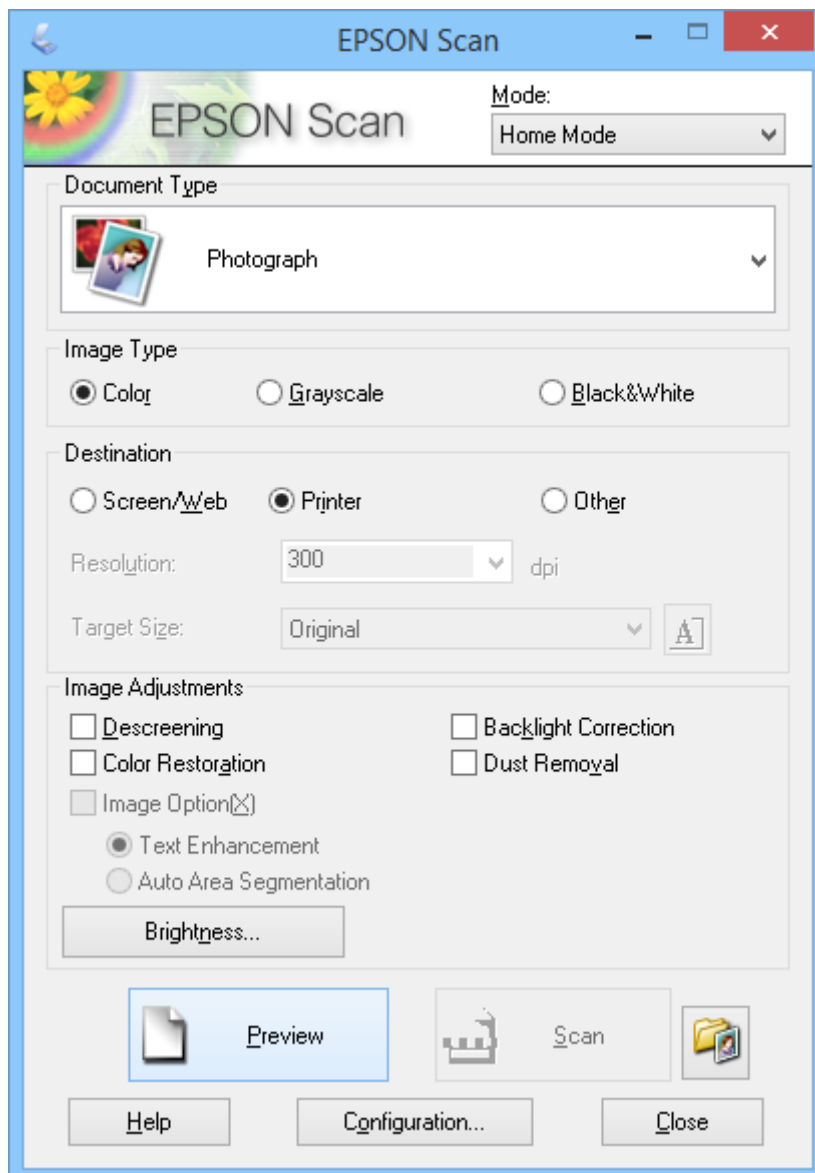 EPSON Scan
EPSON Scan
Mode:
Home Mode
Document Type
Photograph
Image Type
Color Grayscale Black&White
Destination
Screen/Web Printer Other
Resolution: 300 dpi
Target Size: Original A
Image Adjustments
Descreening Backlight Correction
Color Restoration Dust Removal
Image Option(X)
Text Enhancement
Auto Area Segmentation
Brightness...
Preview Scan
Help Configuration... Close